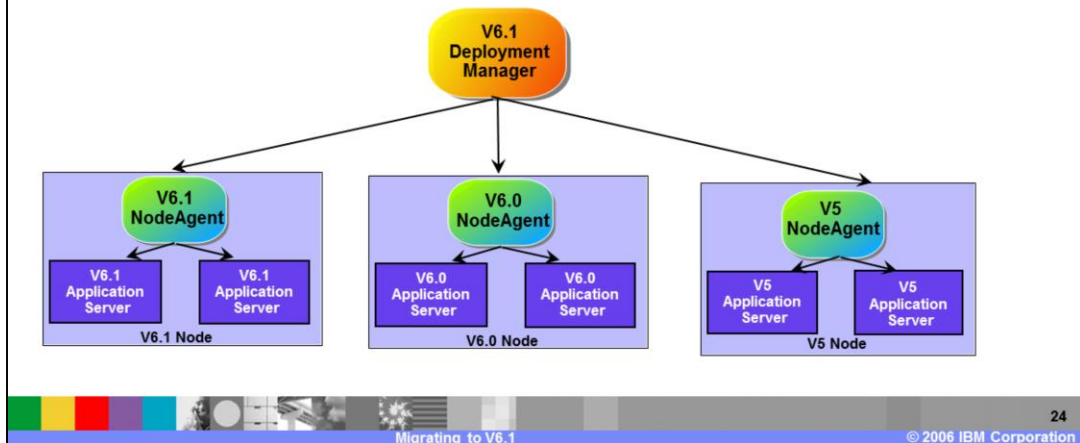 V6.1
Deployment
Manager
V6.1
NodeAgent
V6.1
Application
Server
V6.1
Application
Server
V6.1 Node
V6.0
NodeAgent
V6.0
Application
Server
V6.0
Application
Server
V6.0 Node
V5
NodeAgent
V5
Application
Server
V5
Application
Server
V5 Node
24
Migrating to V6.1
© 2006 IBM Corporation